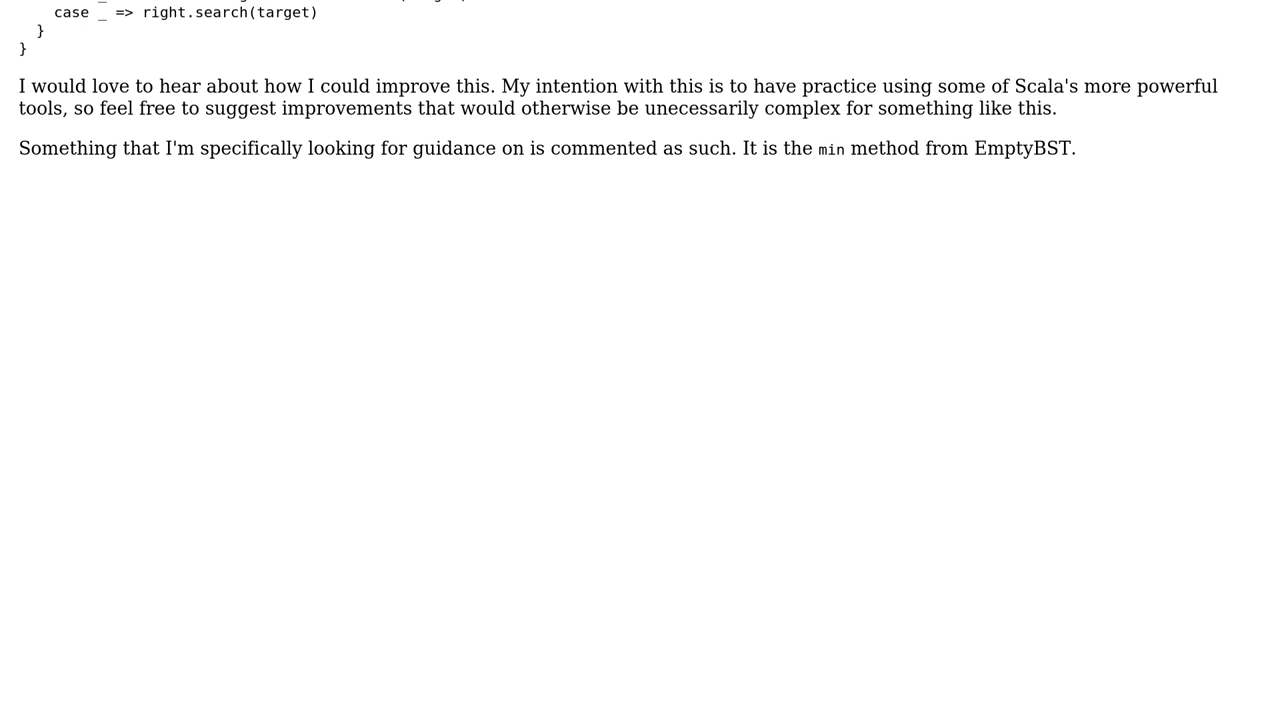 case _ => right.search(target)
}
}
I would love to hear about how I could improve this. My intention with this is to have practice using some of Scala's more powerful
tools, so feel free to suggest improvements that would otherwise be unecessarily complex for something like this.
Something that I'm specifically looking for guidance on is commented as such. It is the min method from EmptyBST.